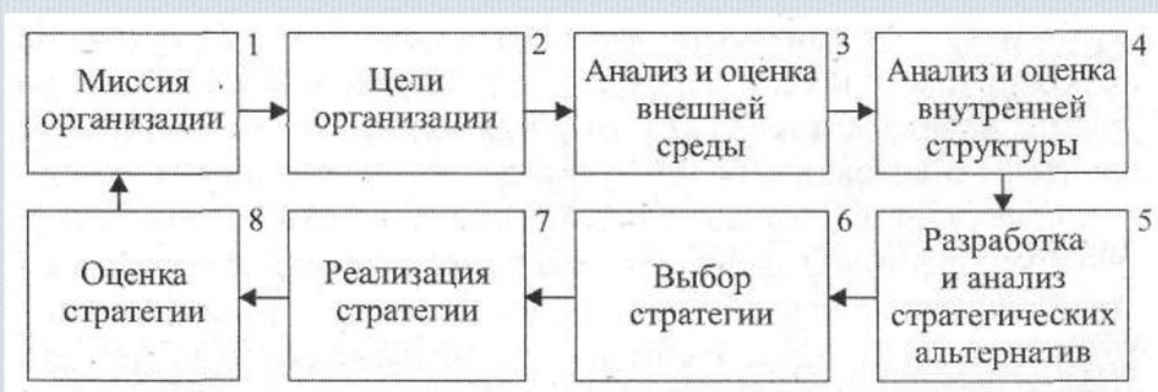 1
Миссия
организации
2
Цели
организации
3
Анализ и оценка
внешней
среды
4
Анализ и оценка
внутренней
структуры
5
Разработка
и анализ
стратегических
альтернатив
6
Выбор
стратегии
7
Реализация
стратегии
8
Оценка
стратегии